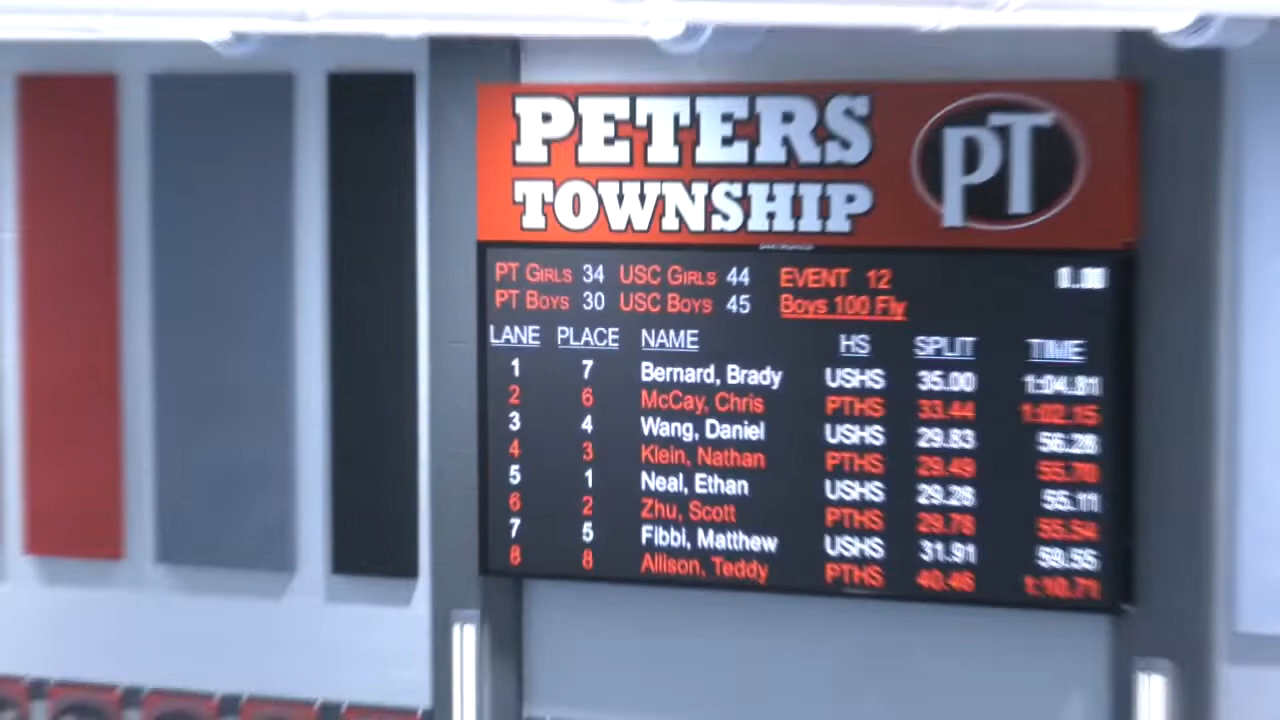 PETERS
TOWNSHIP
PT
PT GIRLS 34 USC GIRLS 44 EVENT 12 0.00
PT BOYS 30 USC BOYS 45 Boys 100 Fly
LANE PLACE NAME HS SPLIT TIME
1 7 Bernard, Brady USHS 35.00 1:04.81
2 6 McCay, Chris PTHS 33.44 1:02.15
3 4 Wang, Daniel USHS 29.83 56.28
4 3 Klein, Nathan PTHS 29.49 55.70
5 1 Neal, Ethan USHS 29.28 55.11
6 2 Zhu, Scott PTHS 29.78 55.54
7 5 Fibbi, Matthew USHS 31.91 59.55
8 8 Allison, Teddy PTHS 40.46 1:10.71